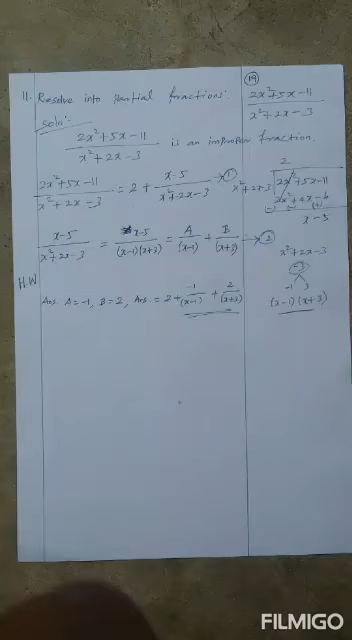 11. Resolve into partial fractions:
Soln:-
2x²+5x-11 / x²+2x-3 is an improper fraction.
2x²+5x-11 / x²+2x-3 = 2 + x-5 / x²+2x-3 → ①
x-5 / x²+2x-3 = x-5 / (x-1)(x+3) = A / (x-1) + B / (x+3) → ②
H.W
Ans. A=-1, B=2, Ans. = 2 + -1 / (x-1) + 2 / (x+3)
⑲ 2x²+5x-11 / x²+2x-3
2
x²+2x-3 2x²+5x-11
2x²+4x-6
(-) (-) (+)
x-5
x²+2x-3
-3
-1 3
(x-1)(x+3)
FILMIGO